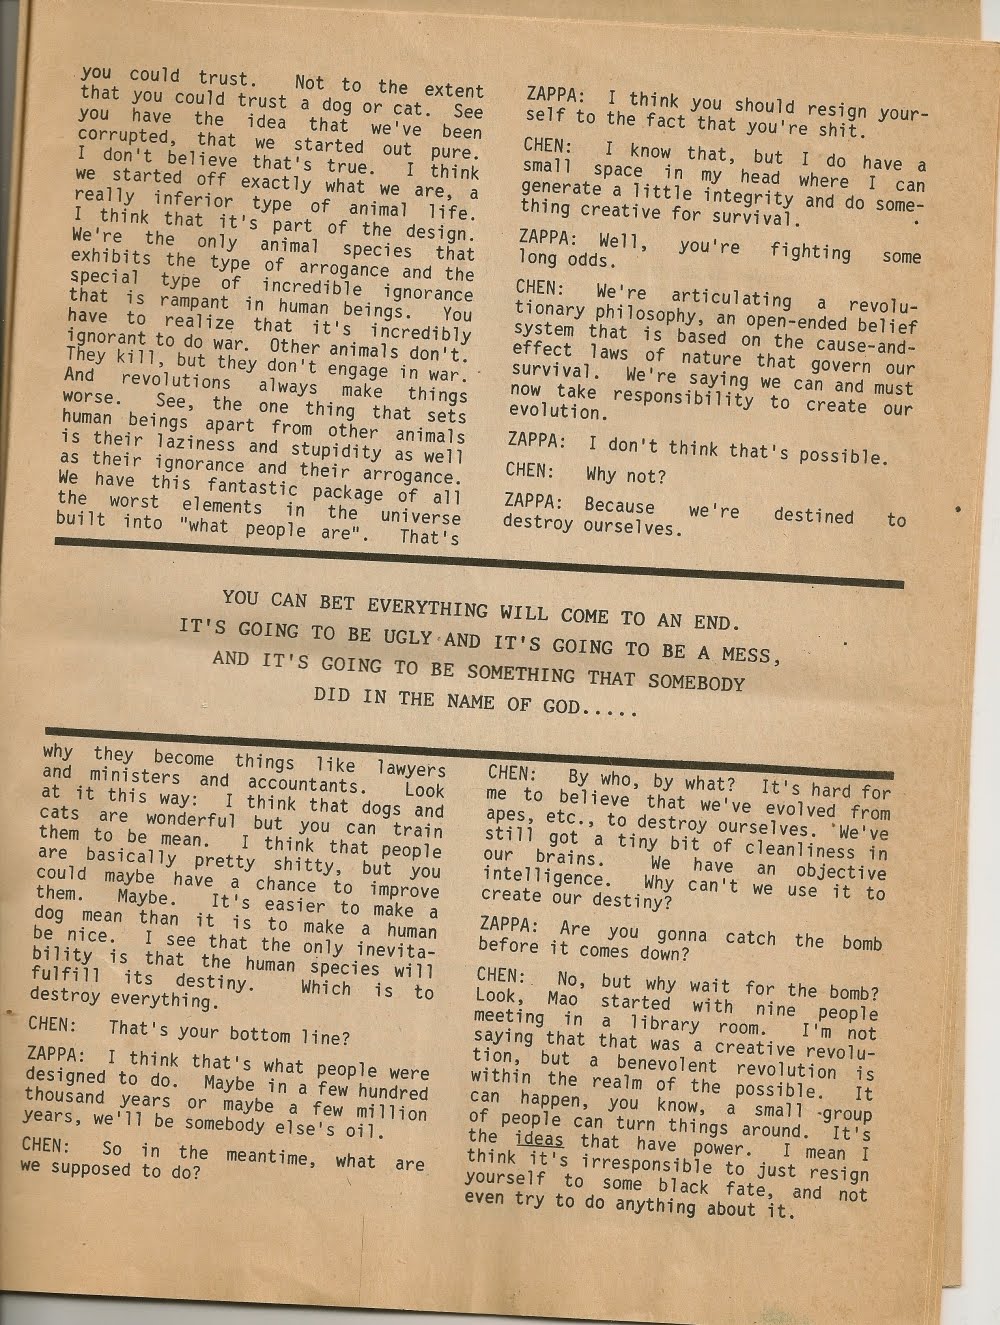 you could trust. Not to the extent
that you could trust a dog or cat. See
you have the idea that we've been
corrupted, that we started out pure.
I don't believe that's true. I think
we started off exactly what we are, a
really inferior type of animal life.
I think that it's part of the design.
We're the only animal species that
exhibits the type of arrogance and the
special type of incredible ignorance
that is rampant in human beings. You
have to realize that it's incredibly
ignorant to do war. Other animals don't.
They kill, but they don't engage in war.
And revolutions always make things
worse. See, the one thing that sets
human beings apart from other animals
is their laziness and stupidity as well
as their ignorance and their arrogance.
We have this fantastic package of all
the worst elements in the universe
built into "what people are". That's
why they become things like lawyers
and ministers and accountants. Look
at it this way: I think that dogs and
cats are wonderful but you can train
them to be mean. I think that people
are basically pretty shitty, but you
could maybe have a chance to improve
them. Maybe. It's easier to make a
dog mean than it is to make a human
be nice. I see that the only inevita-
bility is that the human species will
fulfill its destiny. Which is to
destroy everything.
CHEN: That's your bottom line?
ZAPPA: I think that's what people were
designed to do. Maybe in a few hundred
thousand years or maybe a few million
years, we'll be somebody else's oil.
CHEN: So in the meantime, what are
we supposed to do?
ZAPPA: I think you should resign your-
self to the fact that you're shit.
CHEN: I know that, but I do have a
small space in my head where I can
generate a little integrity and do some-
thing creative for survival.
ZAPPA: Well, you're fighting some
long odds.
CHEN: We're articulating a revolu-
tionary philosophy, an open-ended belief
system that is based on the cause-and-
effect laws of nature that govern our
survival. We're saying we can and must
now take responsibility to create our
evolution.
ZAPPA: I don't think that's possible.
CHEN: Why not?
ZAPPA: Because we're destined to
destroy ourselves.
CHEN: By who, by what? It's hard for
me to believe that we've evolved from
apes, etc., to destroy ourselves. We've
still got a tiny bit of cleanliness in
our brains. We have an objective
intelligence. Why can't we use it to
create our destiny?
ZAPPA: Are you gonna catch the bomb
before it comes down?
CHEN: No, but why wait for the bomb?
Look, Mao started with nine people
meeting in a library room. I'm not
saying that that was a creative revolu-
tion, but a benevolent revolution is
within the realm of the possible. It
can happen, you know, a small group
of people can turn things around. It's
the ideas that have power. I mean I
think it's irresponsible to just resign
yourself to some black fate, and not
even try to do anything about it.
YOU CAN BET EVERYTHING WILL COME TO AN END.
IT'S GOING TO BE UGLY AND IT'S GOING TO BE A MESS,
AND IT'S GOING TO BE SOMETHING THAT SOMEBODY
DID IN THE NAME OF GOD.....